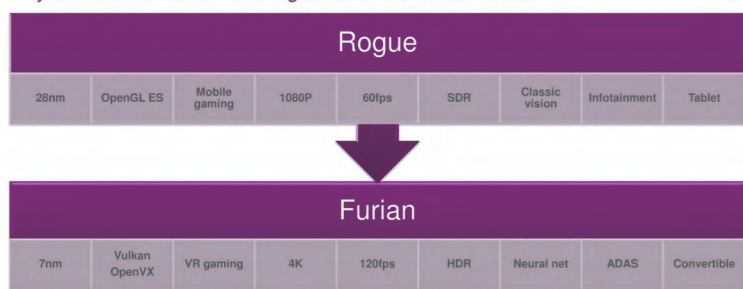 Rogue
28nm OpenGL ES Mobile gaming 1080P 60fps SDR Classic vision Infotainment Tablet
Furian
7nm Vulkan OpenVX VR gaming 4K 120fps HDR Neural net ADAS Convertible